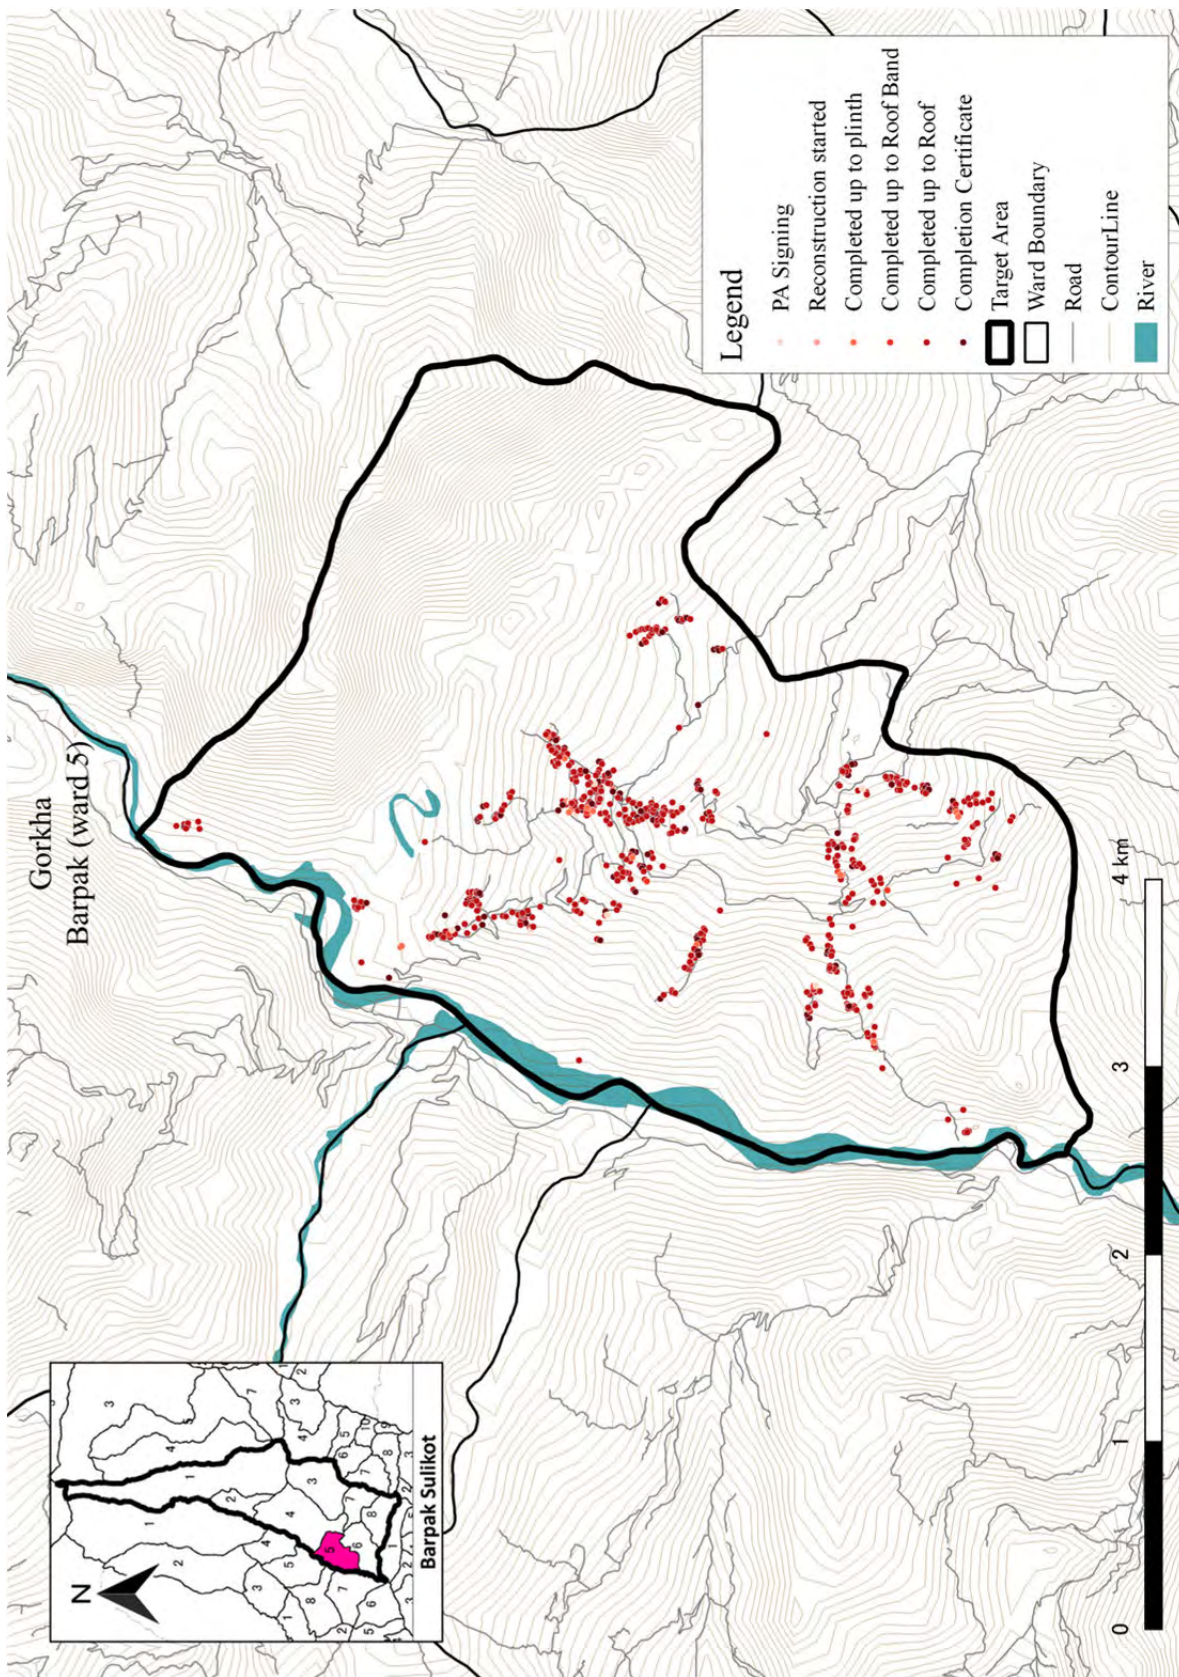 Gorkha
Barpak (ward 5)
N
Barpak Sulikot
Legend
PA Signing
Reconstruction started
Completed up to plinth
Completed up to Roof Band
Completed up to Roof
Completion Certificate
Target Area
Ward Boundary
Road
ContourLine
River
0 1 2 3 4 km